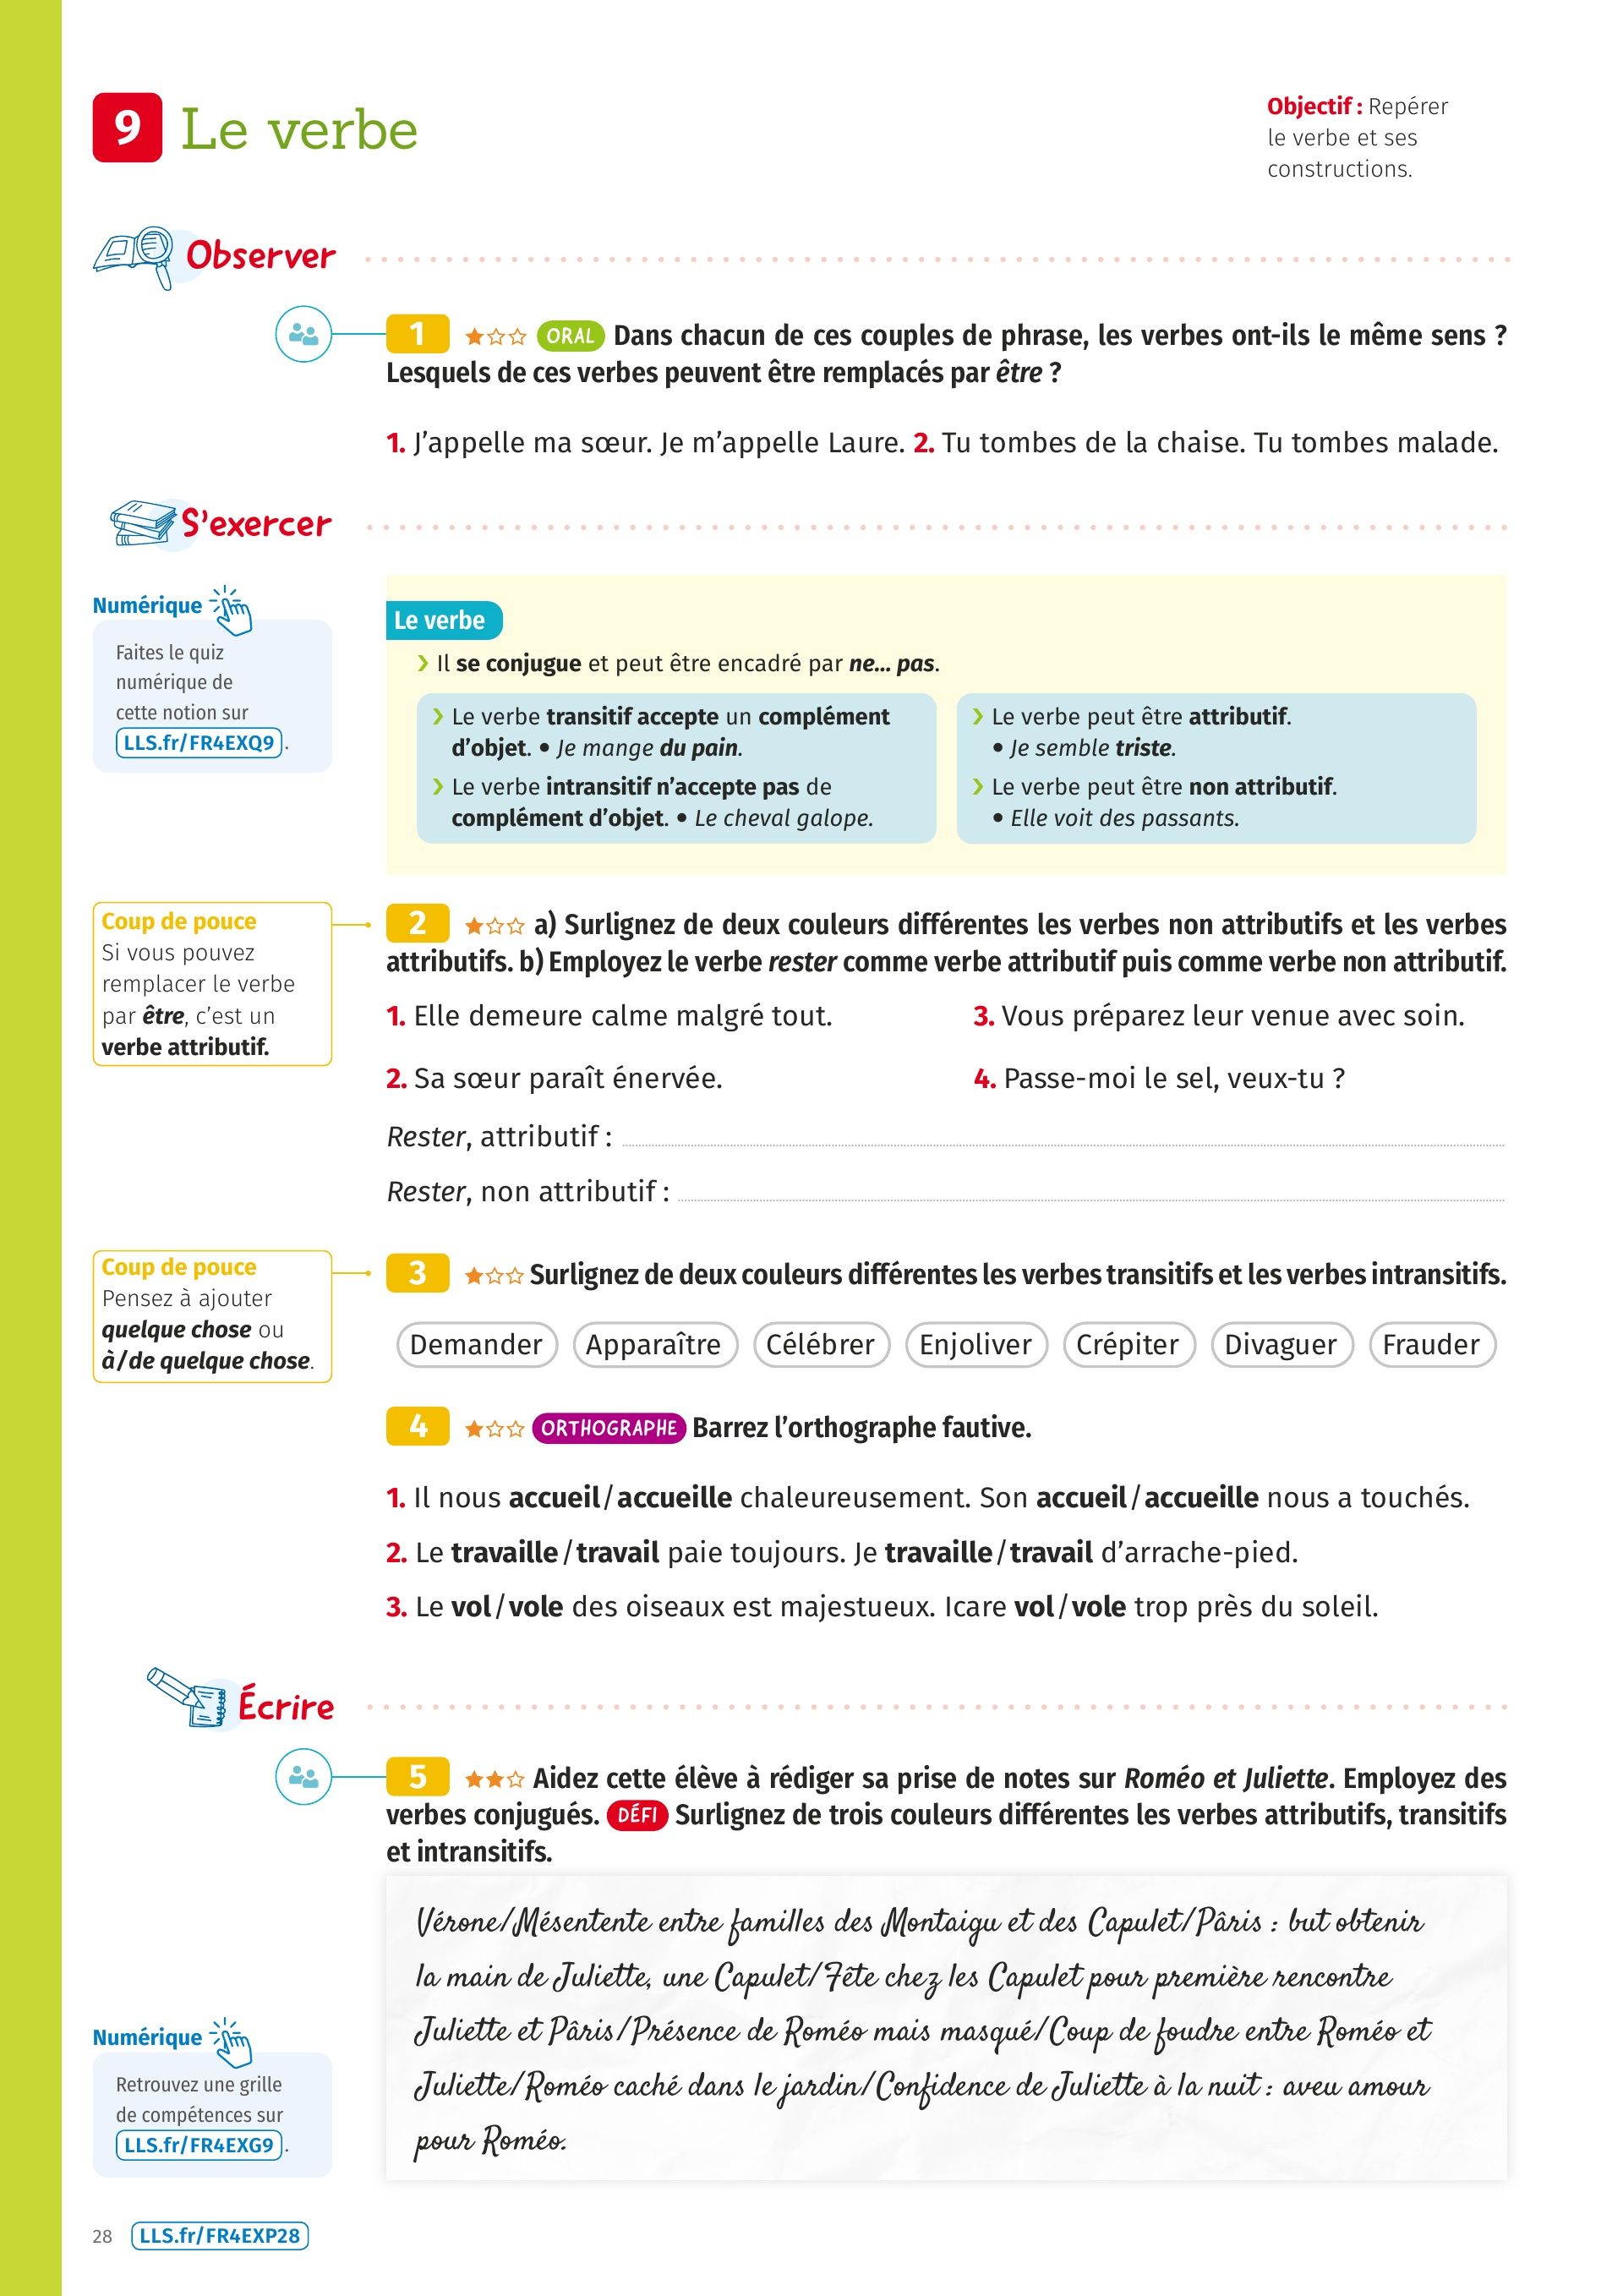 9 Le verbe
Objectif : Repérer
le verbe et ses
constructions.
Observer
1 ORAL Dans chacun de ces couples de phrase, les verbes ont-ils le même sens ?
Lesquels de ces verbes peuvent être remplacés par être ?
1. J’appelle ma sœur. Je m’appelle Laure. 2. Tu tombes de la chaise. Tu tombes malade.
S’exercer
Numérique
Faites le quiz
numérique de
cette notion sur
LLS.fr/FR4EXQ9.
Le verbe
› Il se conjugue et peut être encadré par ne… pas.
› Le verbe transitif accepte un complément
d’objet. • Je mange du pain.
› Le verbe intransitif n’accepte pas de
complément d’objet. • Le cheval galope.
› Le verbe peut être attributif.
• Je semble triste.
› Le verbe peut être non attributif.
• Elle voit des passants.
Coup de pouce
Si vous pouvez
remplacer le verbe
par être, c’est un
verbe attributif.
2 a) Surlignez de deux couleurs différentes les verbes non attributifs et les verbes
attributifs. b) Employez le verbe rester comme verbe attributif puis comme verbe non attributif.
1. Elle demeure calme malgré tout.
2. Sa sœur paraît énervée.
3. Vous préparez leur venue avec soin.
4. Passe-moi le sel, veux-tu ?
Rester, attributif :
Rester, non attributif :
Coup de pouce
Pensez à ajouter
quelque chose ou
à/de quelque chose.
3 Surlignez de deux couleurs différentes les verbes transitifs et les verbes intransitifs.
Demander Apparaître Célébrer Enjoliver Crépiter Divaguer Frauder
4 ORTHOGRAPHE Barrez l’orthographe fautive.
1. Il nous accueil/accueille chaleureusement. Son accueil/accueille nous a touchés.
2. Le travaille/travail paie toujours. Je travaille/travail d’arrache-pied.
3. Le vol/vole des oiseaux est majestueux. Icare vol/vole trop près du soleil.
Écrire
5 Aidez cette élève à rédiger sa prise de notes sur Roméo et Juliette. Employez des
verbes conjugués. DÉFI Surlignez de trois couleurs différentes les verbes attributifs, transitifs
et intransitifs.
Vérone/Mésentente entre familles des Montaigu et des Capulet/Pâris : but obtenir
la main de Juliette, une Capulet/Fête chez les Capulet pour première rencontre
Juliette et Pâris/Présence de Roméo mais masqué/Coup de foudre entre Roméo et
Juliette/Roméo caché dans le jardin/Confidence de Juliette à la nuit : aveu amour
pour Roméo.
Numérique
Retrouvez une grille
de compétences sur
LLS.fr/FR4EXG9.
28 LLS.fr/FR4EXP28